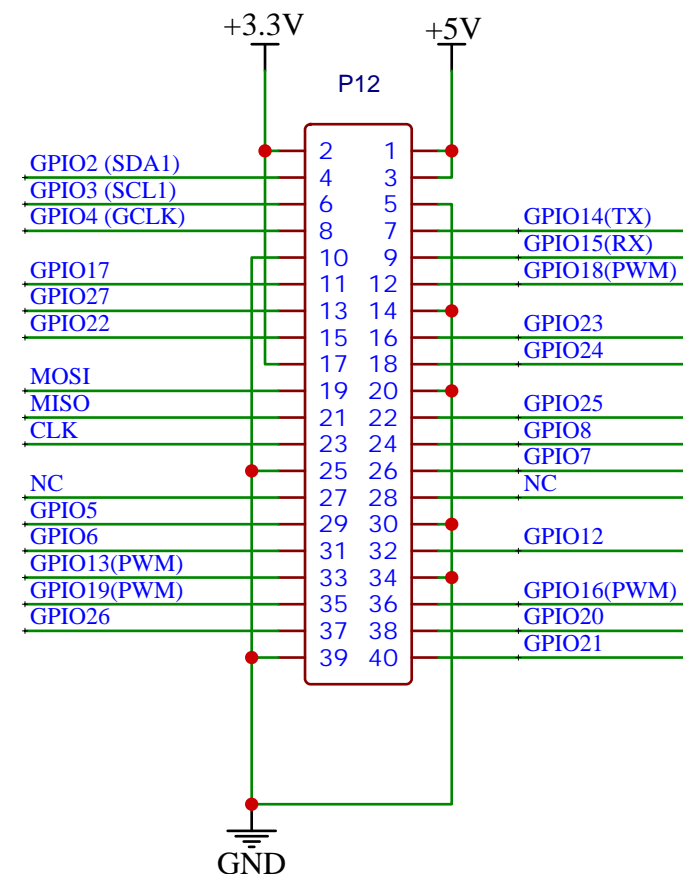 +3.3V +5V
P12
2 1
GPIO2 (SDA1) 4 3
GPIO3 (SCL1) 6 5
GPIO4 (GCLK) 8 7 GPIO14(TX)
10 9 GPIO15(RX)
GPIO17 11 12 GPIO18(PWM)
GPIO27 13 14
GPIO22 15 16 GPIO23
17 18 GPIO24
MOSI 19 20
MISO 21 22 GPIO25
CLK 23 24 GPIO8
25 26 GPIO7
NC 27 28 NC
GPIO5 29 30
GPIO6 31 32 GPIO12
GPIO13(PWM) 33 34
GPIO19(PWM) 35 36 GPIO16(PWM)
GPIO26 37 38 GPIO20
39 40 GPIO21
GND